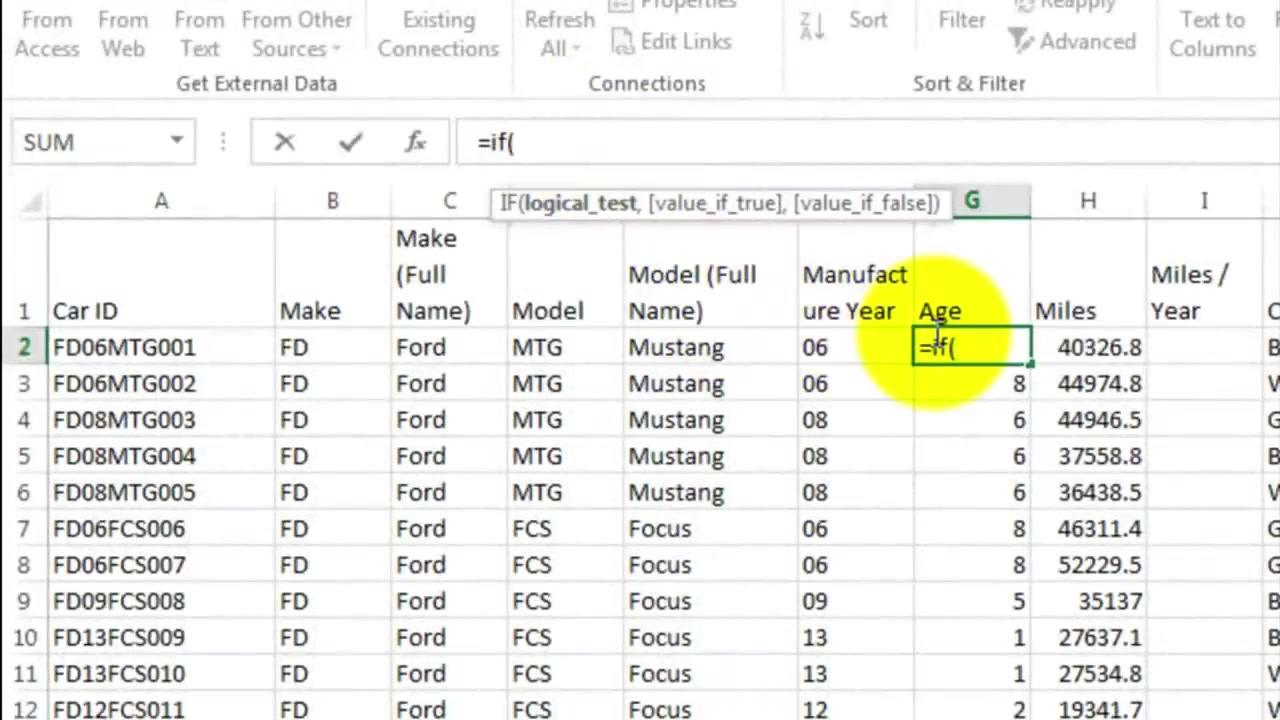 From Access
From Web
From Text
From Other Sources
Existing Connections
Refresh All
Properties
Edit Links
Sort
Filter
Reapply
Advanced
Text to Columns
Get External Data
Connections
Sort & Filter
SUM
fx
=if(
IF(logical_test, [value_if_true], [value_if_false])
A B C G H I
1 Car ID Make Make (Full Name) Model Model (Full Name) Manufacture Year Age Miles Miles / Year C
2 FD06MTG001 FD Ford MTG Mustang 06 =if( 40326.8 B
3 FD06MTG002 FD Ford MTG Mustang 06 8 44974.8
4 FD08MTG003 FD Ford MTG Mustang 08 6 44946.5 G
5 FD08MTG004 FD Ford MTG Mustang 08 6 37558.8 B
6 FD08MTG005 FD Ford MTG Mustang 08 6 36438.5
7 FD06FCS006 FD Ford FCS Focus 06 8 46311.4 G
8 FD06FCS007 FD Ford FCS Focus 06 8 52229.5 G
9 FD09FCS008 FD Ford FCS Focus 09 5 35137 B
10 FD13FCS009 FD Ford FCS Focus 13 1 27637.1 B
11 FD13FCS010 FD Ford FCS Focus 13 1 27534.8
12 FD12FCS011 FD Ford FCS Focus 12 2 19341.7